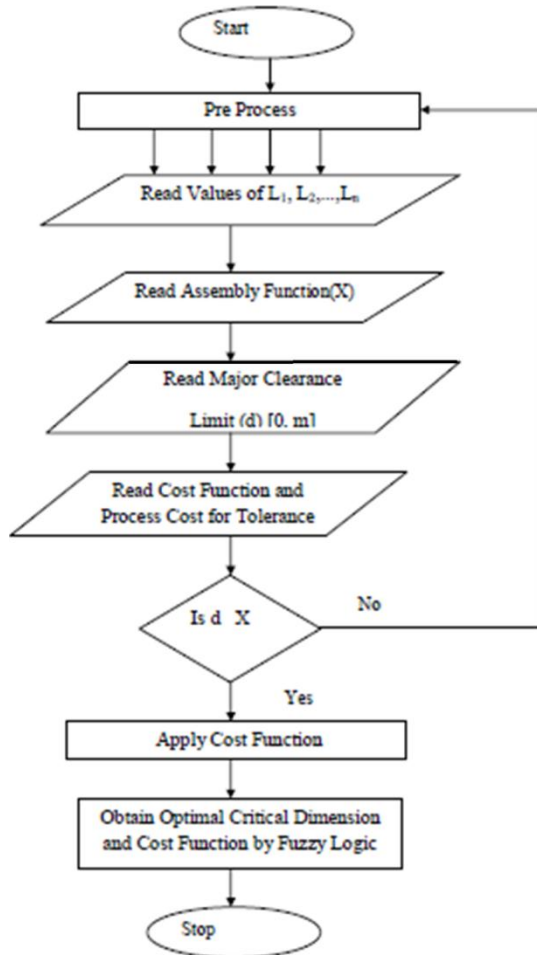 Start
Pre Process
Read Values of L₁, L₂,...,Lₙ
Read Assembly Function(X)
Read Major Clearance
Limit (d) [0, m]
Read Cost Function and
Process Cost for Tolerance
Is d X
No
Yes
Apply Cost Function
Obtain Optimal Critical Dimension
and Cost Function by Fuzzy Logic
Stop